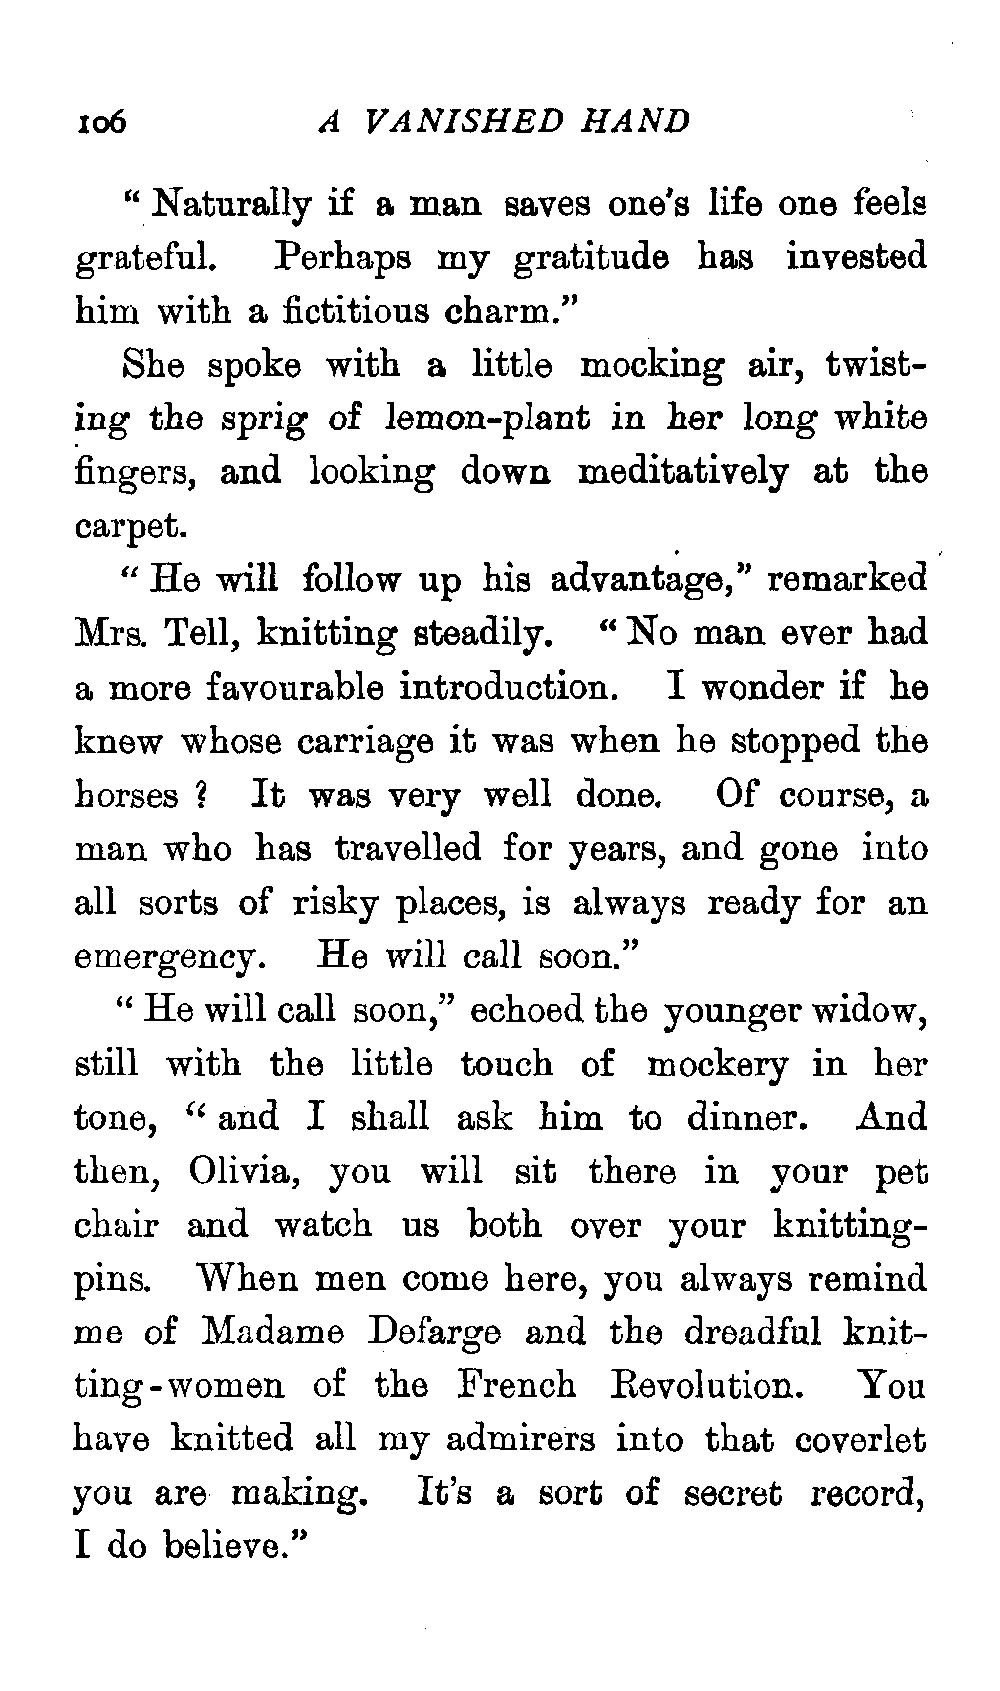 106 A VANISHED HAND
“ Naturally if a man saves one's life one feels
grateful. Perhaps my gratitude has invested
him with a fictitious charm.”
She spoke with a little mocking air, twist-
ing the sprig of lemon-plant in her long white
fingers, and looking down meditatively at the
carpet.
“ He will follow up his advantage,” remarked
Mrs. Tell, knitting steadily. “ No man ever had
a more favourable introduction. I wonder if he
knew whose carriage it was when he stopped the
horses ? It was very well done. Of course, a
man who has travelled for years, and gone into
all sorts of risky places, is always ready for an
emergency. He will call soon.”
“ He will call soon,” echoed the younger widow,
still with the little touch of mockery in her
tone, “ and I shall ask him to dinner. And
then, Olivia, you will sit there in your pet
chair and watch us both over your knitting-
pins. When men come here, you always remind
me of Madame Defarge and the dreadful knit-
ting-women of the French Revolution. You
have knitted all my admirers into that coverlet
you are making. It's a sort of secret record,
I do believe.”